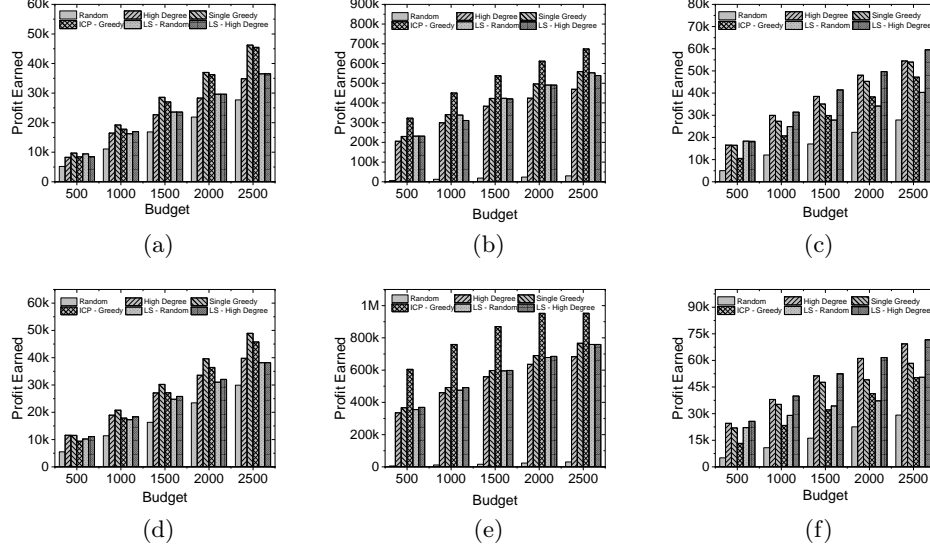 60k
50k
40k
30k
20k
10k
0
Profit Earned
Random High Degree Single Greedy
ICP - Greedy LS - Random LS - High Degree
500 1000 1500 2000 2500
Budget
(a)
900k
800k
700k
600k
500k
400k
300k
200k
100k
0
Profit Earned
Random High Degree Single Greedy
ICP - Greedy LS - Random LS - High Degree
500 1000 1500 2000 2500
Budget
(b)
80k
70k
60k
50k
40k
30k
20k
10k
0
Profit Earned
Random High Degree Single Greedy
ICP - Greedy LS - Random LS - High Degree
500 1000 1500 2000 2500
Budget
(c)
60k
50k
40k
30k
20k
10k
0
Profit Earned
Random High Degree Single Greedy
ICP - Greedy LS - Random LS - High Degree
500 1000 1500 2000 2500
Budget
(d)
1M
800k
600k
400k
200k
0
Profit Earned
Random High Degree Single Greedy
ICP - Greedy LS - Random LS - High Degree
500 1000 1500 2000 2500
Budget
(e)
90k
75k
60k
45k
30k
15k
0
Profit Earned
Random High Degree Single Greedy
ICP - Greedy LS - Random LS - High Degree
500 1000 1500 2000 2500
Budget
(f)